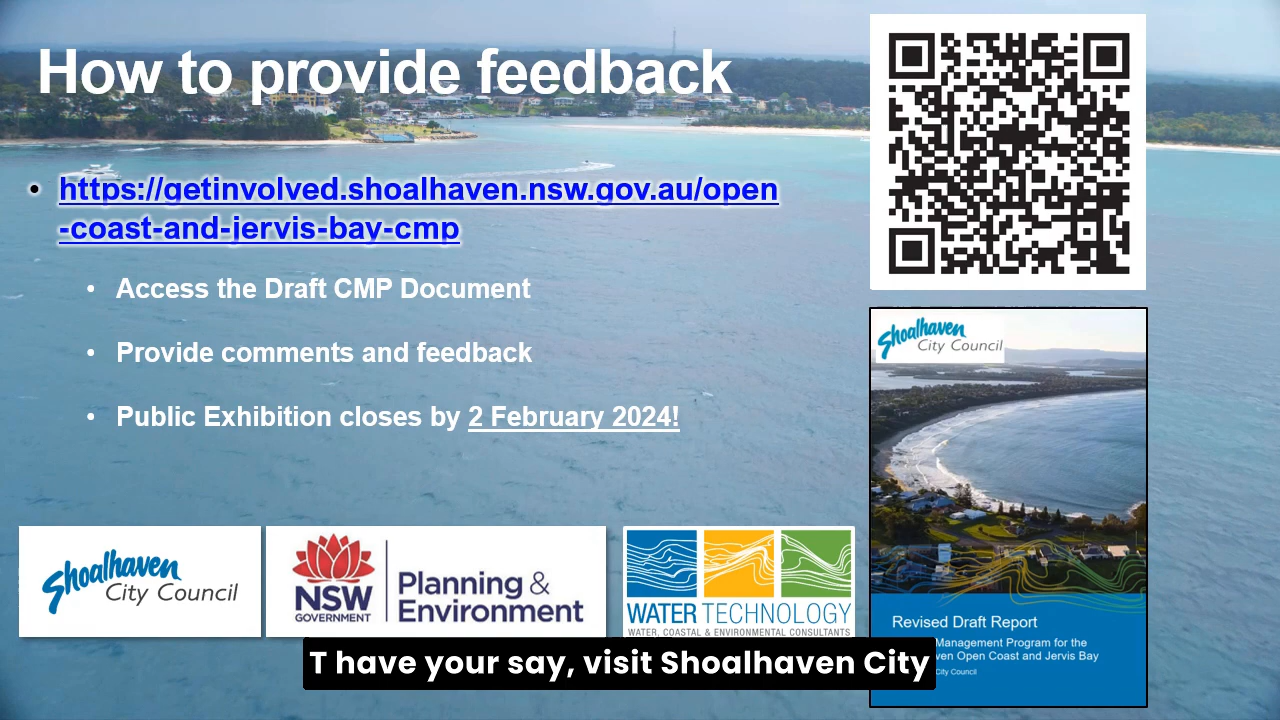 How to provide feedback
• https://getinvolved.shoalhaven.nsw.gov.au/open
-coast-and-jervis-bay-cmp
• Access the Draft CMP Document
• Provide comments and feedback
• Public Exhibition closes by 2 February 2024!
Shoalhaven
City Council
NSW
GOVERNMENT
Planning &
Environment
WATER TECHNOLOGY
WATER, COASTAL & ENVIRONMENTAL CONSULTANTS
Shoalhaven
City Council
Revised Draft Report
Management Program for the
ven Open Coast and Jervis Bay
City Council
T have your say, visit Shoalhaven City